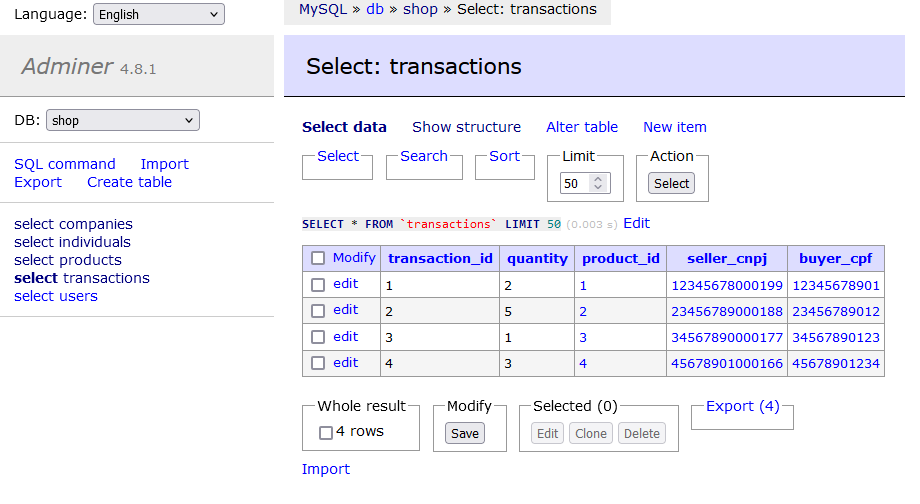 Language: English
MySQL » db » shop » Select: transactions
Adminer 4.8.1
Select: transactions
DB: shop
SQL command Import
Export Create table
select companies
select individuals
select products
select transactions
select users
Select data Show structure Alter table New item
Select Search Sort Limit Action
50 Select
SELECT * FROM `transactions` LIMIT 50 (0.003 s) Edit
Modify transaction_id quantity product_id seller_cnpj buyer_cpf
edit 1 2 1 12345678000199 12345678901
edit 2 5 2 23456789000188 23456789012
edit 3 1 3 34567890000177 34567890123
edit 4 3 4 45678901000166 45678901234
Whole result Modify Selected (0) Export (4)
4 rows Save Edit Clone Delete
Import